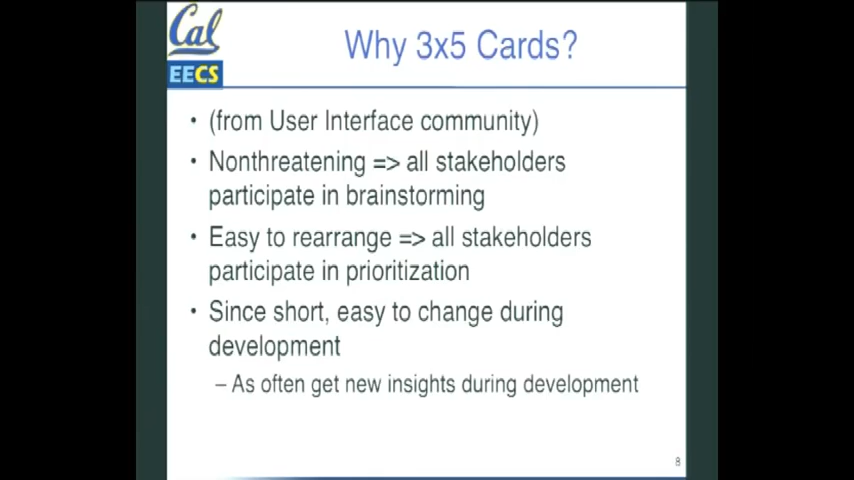 Cal
EECS
Why 3x5 Cards?
• (from User Interface community)
• Nonthreatening => all stakeholders
participate in brainstorming
• Easy to rearrange => all stakeholders
participate in prioritization
• Since short, easy to change during
development
– As often get new insights during development
8